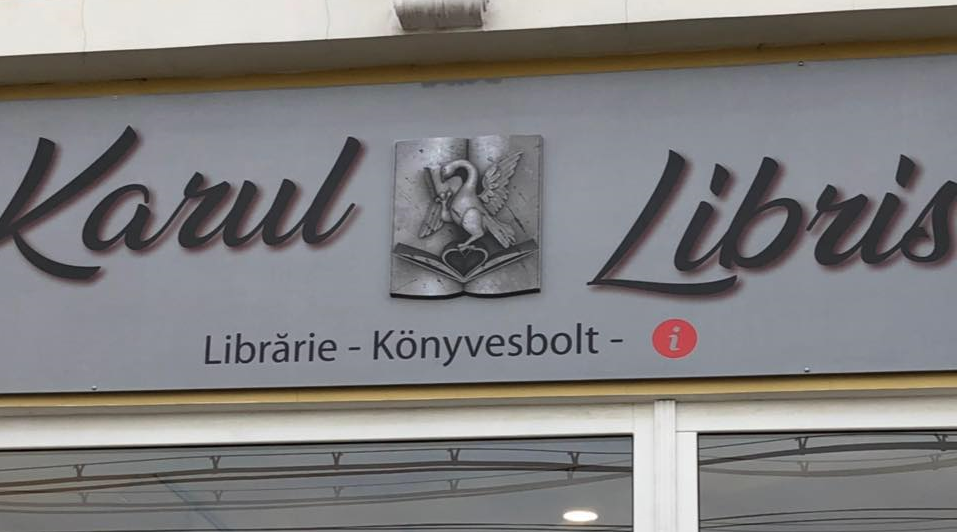 Karul Libris
Librărie - Könyvesbolt - i